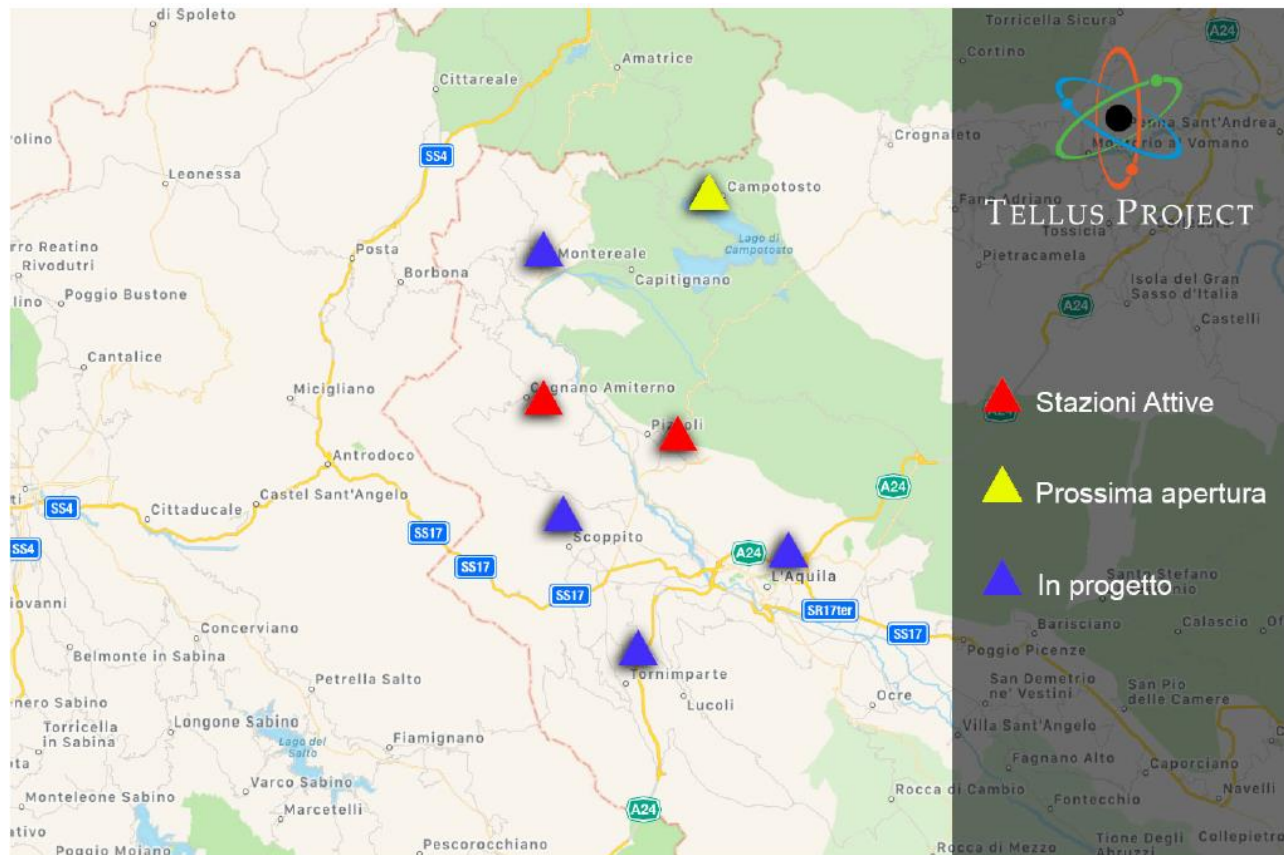 di Spoleto
Torricella Sicura
A24
Cortino
Amatrice
Cittareale
Crognaleto
SS4
Leonessa
Campotosto
Lago di
Campotosto
TELLUS PROJECT
Tossicia
Pietracamela
Montereale
Posta
Capitignano
Borbona
Rivodutri
Poggio Bustone
Isola del Gran
Sasso d'Italia
A24
Castelli
Cantalice
Micigliano
Stazioni Attive
Antrodoco
Castel Sant'Angelo
Cittaducale
SS4
SS4
SS17
SS17
A24
Prossima apertura
Scoppito
A24
L'Aquila
SS17
SR17ter
SS17
In progetto
Barisciano
Calascio
Poggio Picenze
Concerviano
Belmonte in Sabina
Petrella Salto
Tornimparte
Lucoli
Ocre
San Demetrio
ne' Vestini
San Pio
delle Camere
Villa Sant'Angelo
Longone Sabino
Torricella
in Sabina
Lago del
Salto
Fiamignano
Fagnano Alto
Caporciano
Navelli
Varco Sabino
Monteleone Sabino
Marcetelli
A24
Rocca di Cambio
Fontecchio
Pescorocchiano
Poggio Moiano
Rocca di Mezzo
Tione Degli
Abruzzi
Collepietro